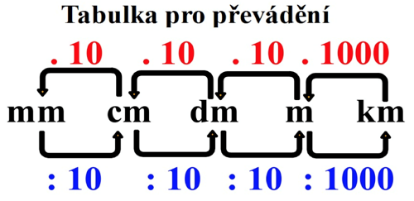 Tabulka pro převádění
. 10 . 10 . 10 . 1000
mm cm dm m km
: 10 : 10 : 10 : 1000